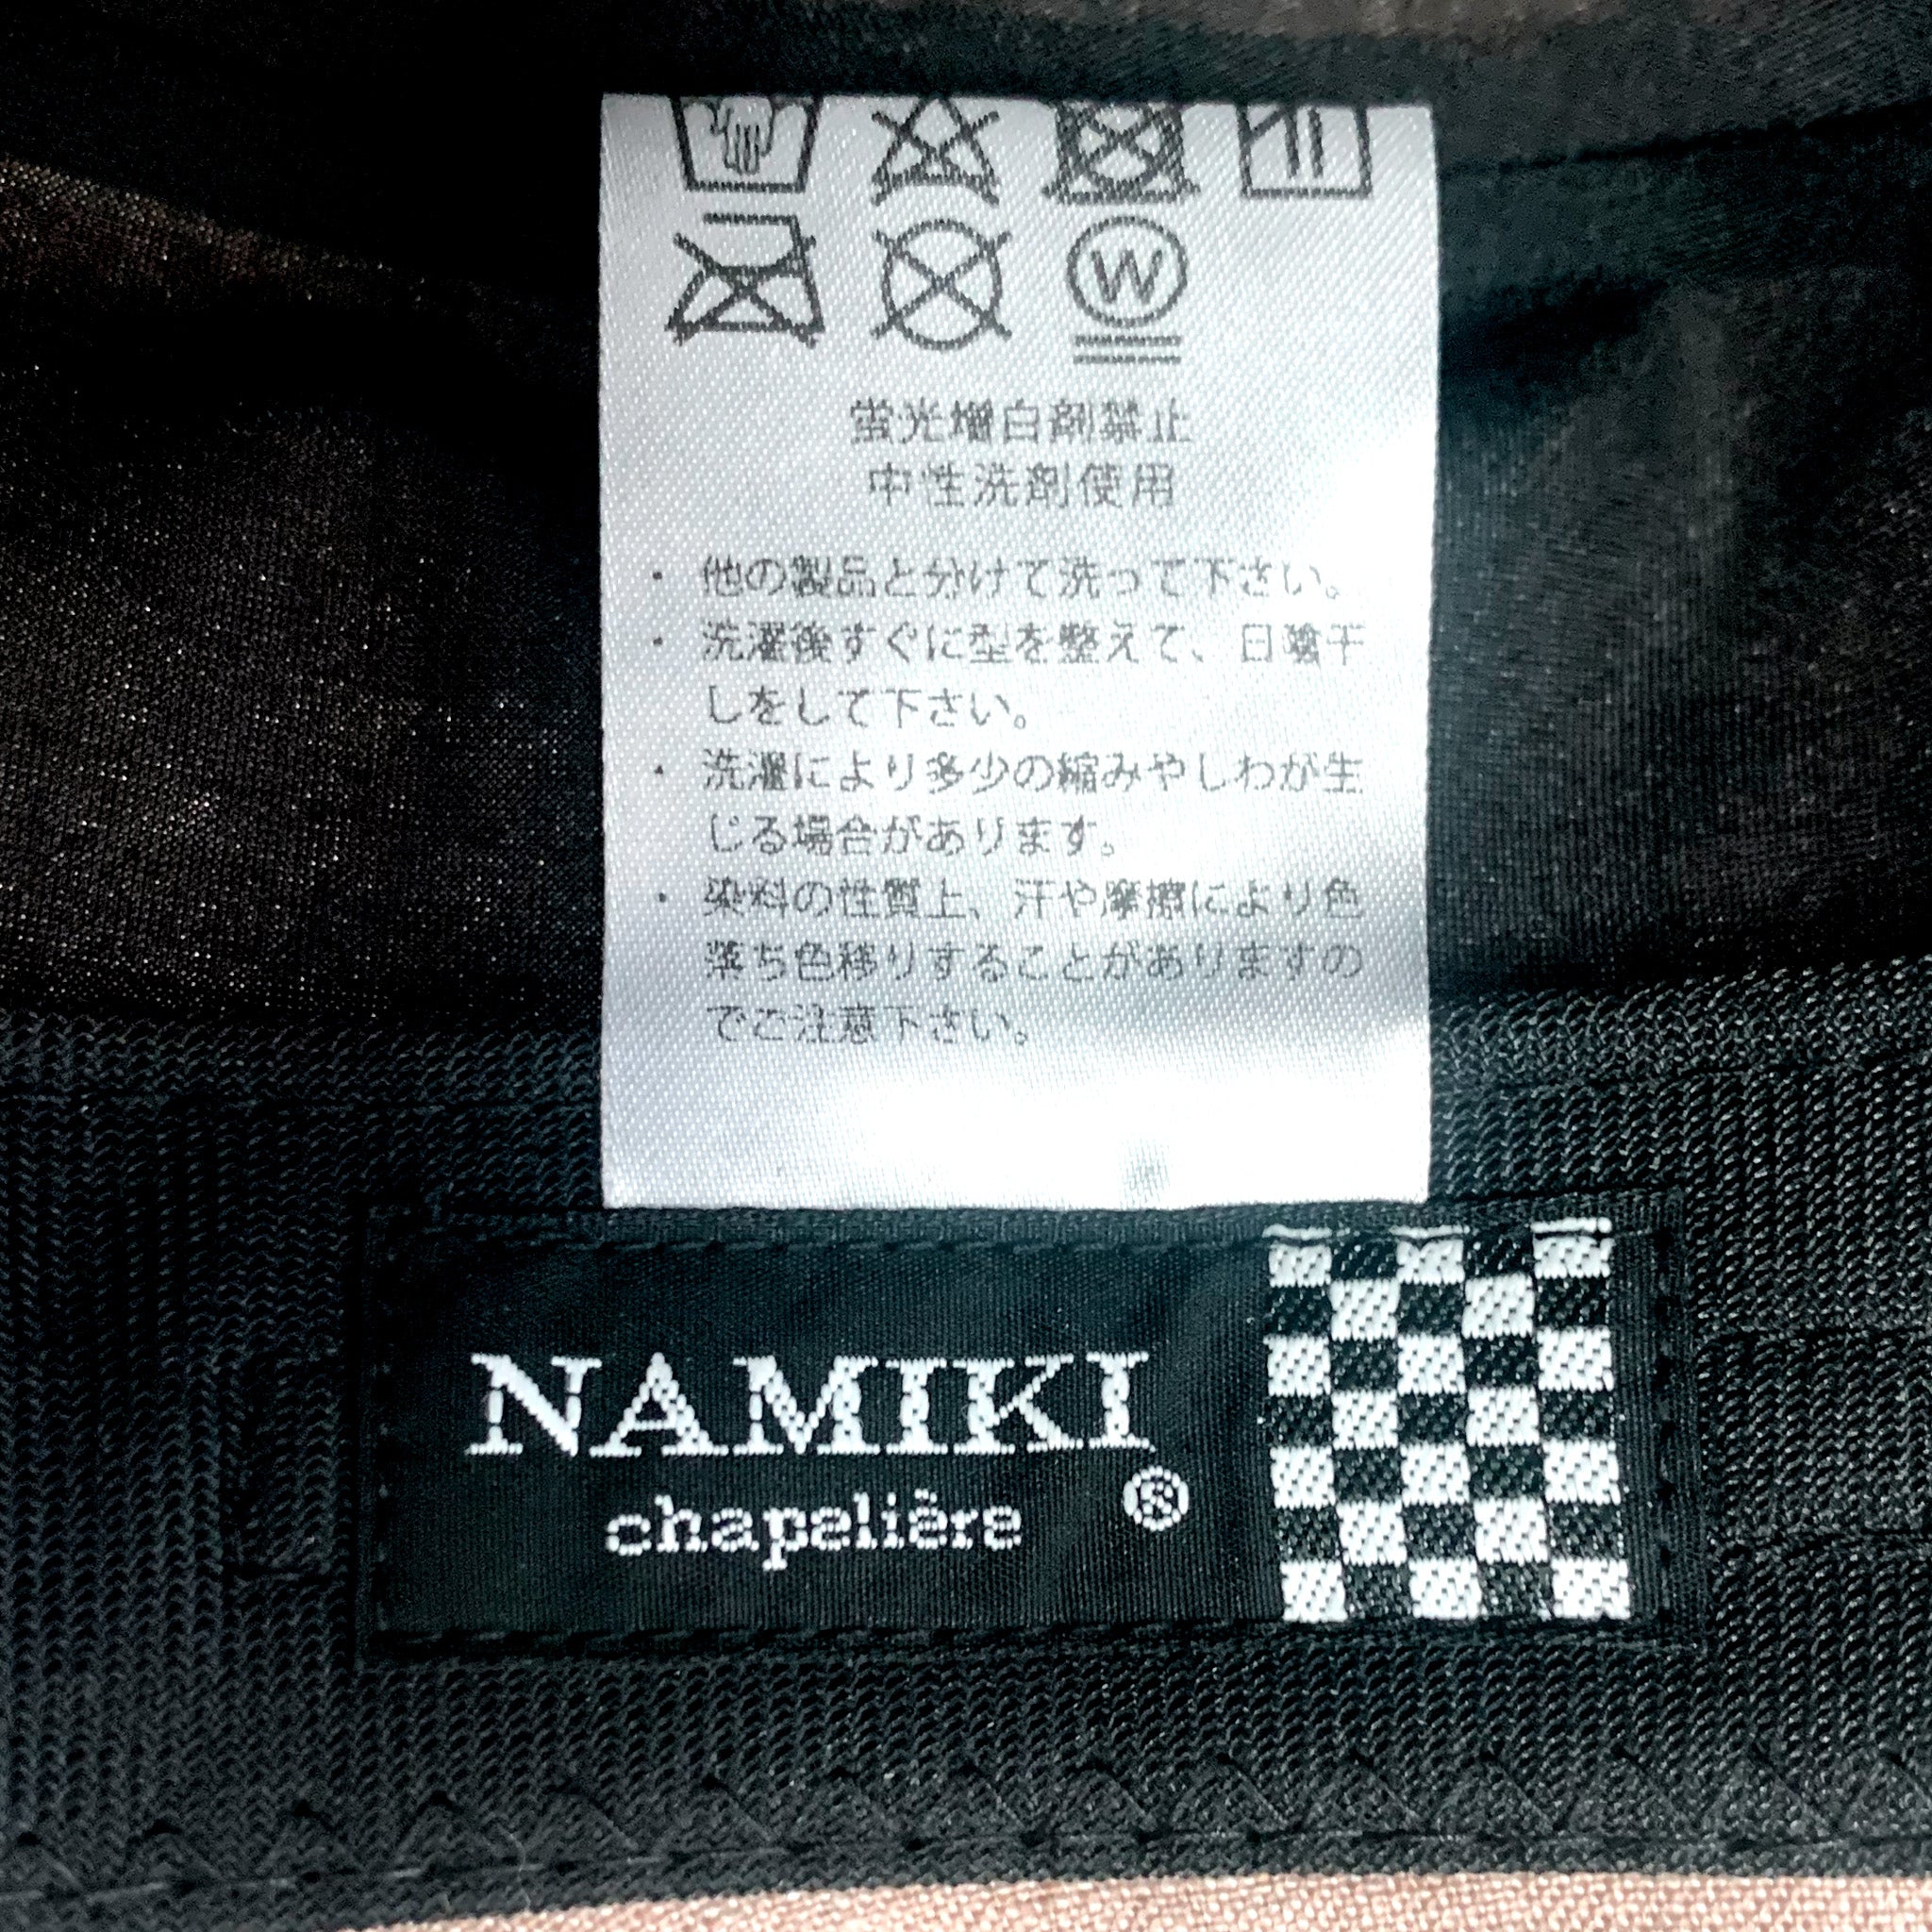 W
蛍光増白剤禁止
中性洗剤使用
・ 他の製品と分けて洗って下さい。
・ 洗濯後すぐに型を整えて、日陰干
しをして下さい。
・ 洗濯により多少の縮みやしわが生
じる場合があります。
・ 染料の性質上、汗や摩擦により色
落ち色移りすることがありますの
でご注意下さい。
NAMIKI
chapelière ®